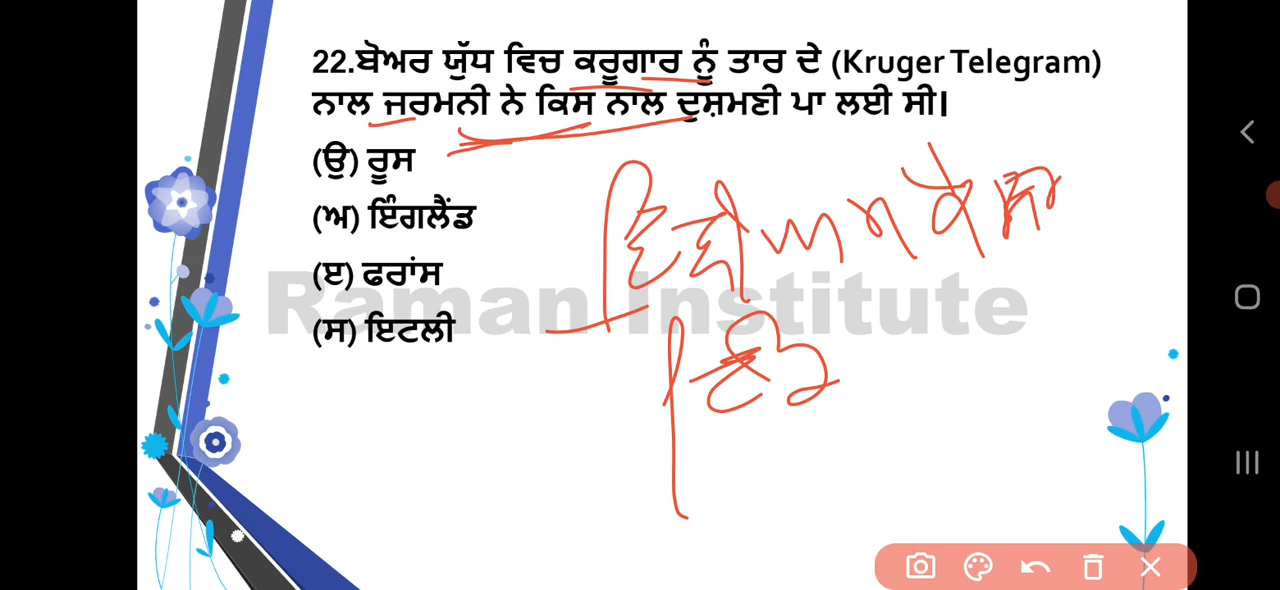 22.ਬੋਅਰ ਯੁੱਧ ਵਿਚ ਕਰੂਗਾਰ ਨੂੰ ਤਾਰ ਦੇ (Kruger Telegram)
ਨਾਲ ਜਰਮਨੀ ਨੇ ਕਿਸ ਨਾਲ ਦੁਸ਼ਮਣੀ ਪਾ ਲਈ ਸੀ।
(ੳ) ਰੂਸ
(ਅ) ਇੰਗਲੈਂਡ
(ੲ) ਫਰਾਂਸ
(ਸ) ਇਟਲੀ
Raman Institute